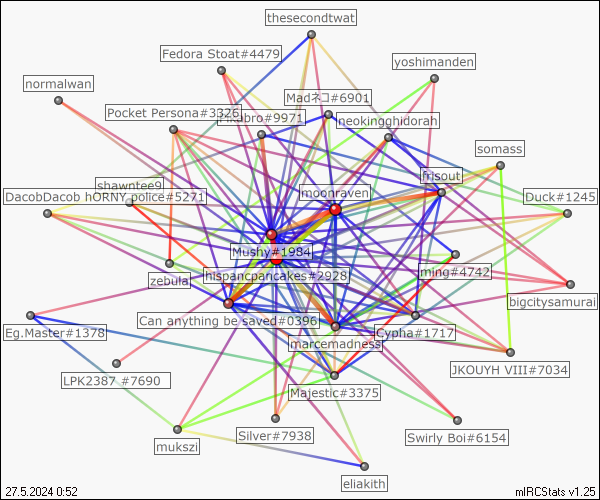 thesecondtwat
Fedora Stoat#4479
yoshimanden
normalwan
Madネコ#6901
Pocket Persona#3326
#9971
neokingghidorah
somass
frisout
shawntee9
moonraven
DacobDacob hORNY police#5271
Duck#1245
Mushy#1984
zebula
hispancpancakes#2928
ming#4742
bigcitysamurai
Can anything be saved#0396
Cypha#1717
Eg.Master#1378
marcemadness
JKOUYH VIII#7034
LPK2387 #7690
Majestic#3375
Silver#7938
Swirly Boi#6154
mukszi
eliakith
27.5.2024 0:52
mIRCStats v1.25